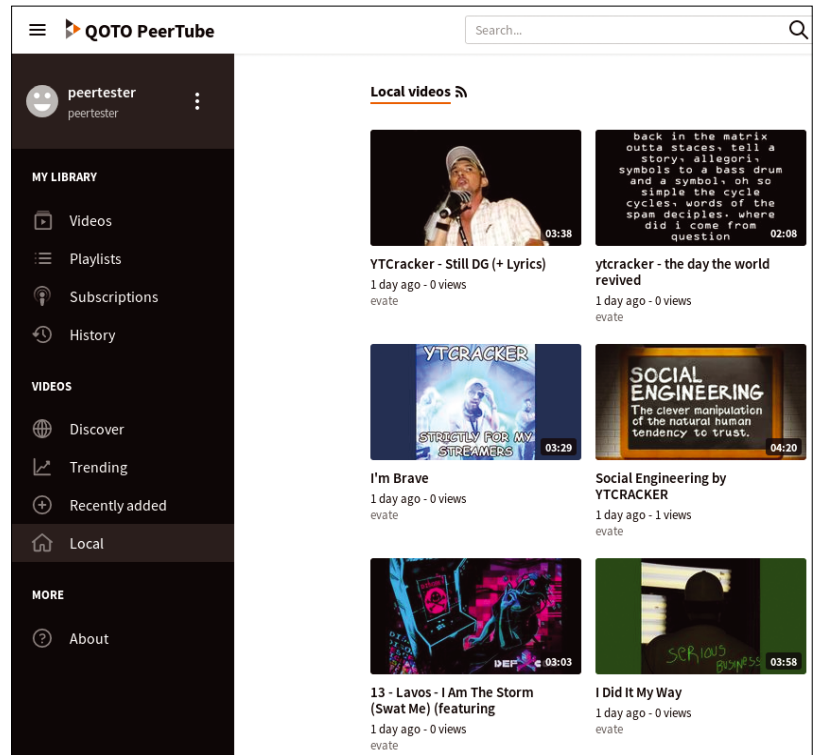 QOTO PeerTube
Search...
peertester
peertester
MY LIBRARY
Videos
Playlists
Subscriptions
History
VIDEOS
Discover
Trending
Recently added
Local
MORE
About
Local videos
03:38
YTCracker - Still DG (+ Lyrics)
1 day ago - 0 views
evate
back in the matrix
outta staces, tell a
story, allegori,
symbols to a bass drum
and a symbol, oh so
simple the cycle
cycles, words of the
spam deciples. where
did i come from
question
02:08
ytcracker - the day the world
revived
1 day ago - 0 views
evate
YTCRACKER
STRICTLY FOR MY
STREAMERS
03:29
I'm Brave
1 day ago - 0 views
evate
SOCIAL
ENGINEERING
The clever manipulation
of the natural human
tendency to trust.
04:20
Social Engineering by
YTCRACKER
1 day ago - 1 views
evate
DEF C
03:03
13 - Lavos - I Am The Storm
(Swat Me) (featuring
1 day ago - 0 views
evate
SERIOUS
BUSINESS
03:58
I Did It My Way
1 day ago - 0 views
evate